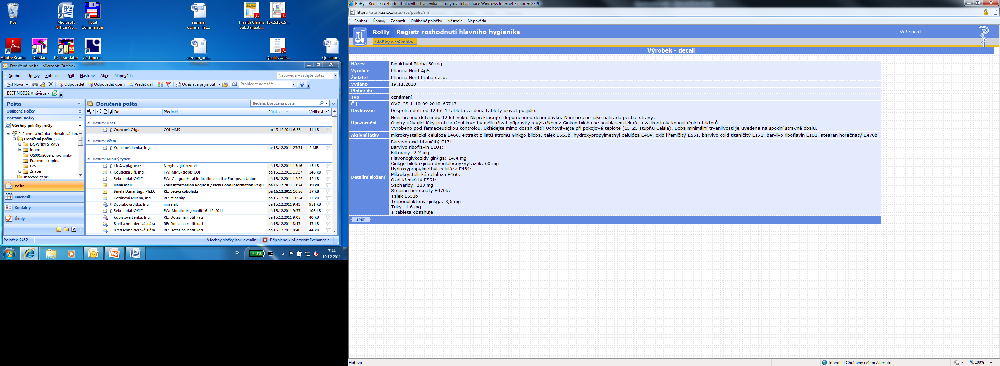 Koš
Microsoft Office Wo...
Total Commander
seznam ucinne lat...
Health Claims Substantiati...
10-5910-59...
Adobe Reader
DicMan
PC Translator
Zástupce -
seznam_uci...
Quality%20...
Questions
Doručená pošta - Microsoft Outlook
Soubor Úpravy Zobrazit Přejít Nástroje Akce Nápověda
Nápověda – zadejte dotaz
Nová Odpovědět Odpovědět všem Předat dál Odeslat a přijmout Prohledat adresáře
ESET NOD32 Antivirus
Pošta
Oblíbené složky
Poštovní složky
Všechny položky pošty
Poštovní schránka - Nováková Jana
Doručená pošta (35)
DOPLŇKY STRAVY
Internet
OS001/2009-připomínky
Pracovní skupina
PZV
Značení
Infected Items
Pošta
Kalendář
Kontakty
Úkoly
Doručená pošta
Hledání: Doručená pošta
Od Předmět Přijato Velikost
Datum: Dnes
Oravcová Olga COI MMS po 19.12.2011 6:56 41 kB
Datum: Včera
Kubistová Lenka, Ing. ne 18.12.2011 23:34 2 MB
Datum: Minulý týden
klc@szpi.gov.cz Nevyhovujici vzorek pá 16.12.2011 15:16 15 kB
Koudelka Jiří, Ing. FW: MMS- dopis ČOI pá 16.12.2011 12:37 148 kB
Sekretariát OKLC FW: Geographical Indications in the European Union pá 16.12.2011 12:22 42 kB
Dana Mell Your Information Request / New Food Information Regu... pá 16.12.2011 11:24 19 kB
Smělá Dana, Ing., Ph.D. RE: Léčivá čokoláda pá 16.12.2011 10:56 37 kB
Kozáková Milena, Ing. RE: minerály pá 16.12.2011 10:24 11 kB
Dvořáková Jitka, Ing. minerály pá 16.12.2011 9:41 951 kB
Sekretariát OKLC FW: Monitoring médií 16. 12. 2011 pá 16.12.2011 9:33 108 kB
Kubistová Lenka, Ing. RE: Dotaz na notifikaci pá 16.12.2011 9:05 40 kB
Brettschneiderová Klára RE: Dotaz na notifikaci pá 16.12.2011 8:43 43 kB
Brettschneiderová Klára RE: Dotaz na notifikaci pá 16.12.2011 8:40 44 kB
Položek: 2462
Všechny složky jsou aktuální. Připojeno k Microsoft Exchange
CS 100% 7:44
19.12.2011
RoHy - Registr rozhodnutí hlavního hygienika - Poskytovatel aplikace Windows Internet Explorer: SZPI
https://snzr.ksrzis.cz/snzr/aps/public/rrh
Soubor Úpravy Zobrazit Oblíbené položky Nástroje Nápověda
RoHy - Registr rozhodnutí hlavního hygienika
Veřejnost
Složky a výrobky
Výrobek - detail
Název Bioaktivní Biloba 60 mg
Výrobce Pharma Nord ApS
Žadatel Pharma Nord Praha s.r.o.
Vydáno 19.11.2010
Platné do
Typ oznámení
Č.j. OVZ-35.1-10.09.2010-65718
Dávkování Dospělí a děti od 12 let 1 tableta za den. Tablety užívat po jídle.
Upozornění
Není určeno dětem do 12 let věku. Nepřekračujte doporučenou denní dávku. Není určeno jako náhrada pestré stravy.
Osoby užívající léky proti srážení krve by měli užívat přípravky s výtažkem z Ginkgo biloba se souhlasem lékaře a za kontroly koagulačních faktorů.
Vyrobeno pod farmaceutickou kontrolou. Ukládejte mimo dosah dětí! Uchovávejte při pokojové teplotě (15-25 stupňů Celsia). Doba minimální trvanlivosti je uvedena na spodní stravně obalu.
Aktivní látky mikrokrystalická celulóza E460, extrakt z listů stromu Ginkgo biloba, talek E553b, hydroxypropylmethyl celulóza E464, oxid křemičitý E551, barvivo oxid titaničitý E171, barvivo riboflavin E101, stearan hořečnatý E470b
Detailní složení
Barvivo oxid titaničitý E171:
Barvivo riboflavin E101:
Bílkoviny: 2,2 mg
Flavonoglykozidy ginkga: 14,4 mg
Ginkgo biloba-jinan dvoulaločný-výtažek: 60 mg
Hydroxypropylmethyl celulóza E464:
Mikrokrystalická celulóza E460:
Oxid křemičitý E551:
Sacharidy: 233 mg
Stearan hořečnatý E470b:
Talek E553b:
Terpenolaktony ginkga: 3,6 mg
Tuky: 1,6 mg
1 tableta obsahuje:
ZPĚT
Hotovo
Internet | Chráněný režim: Zapnuto
100%